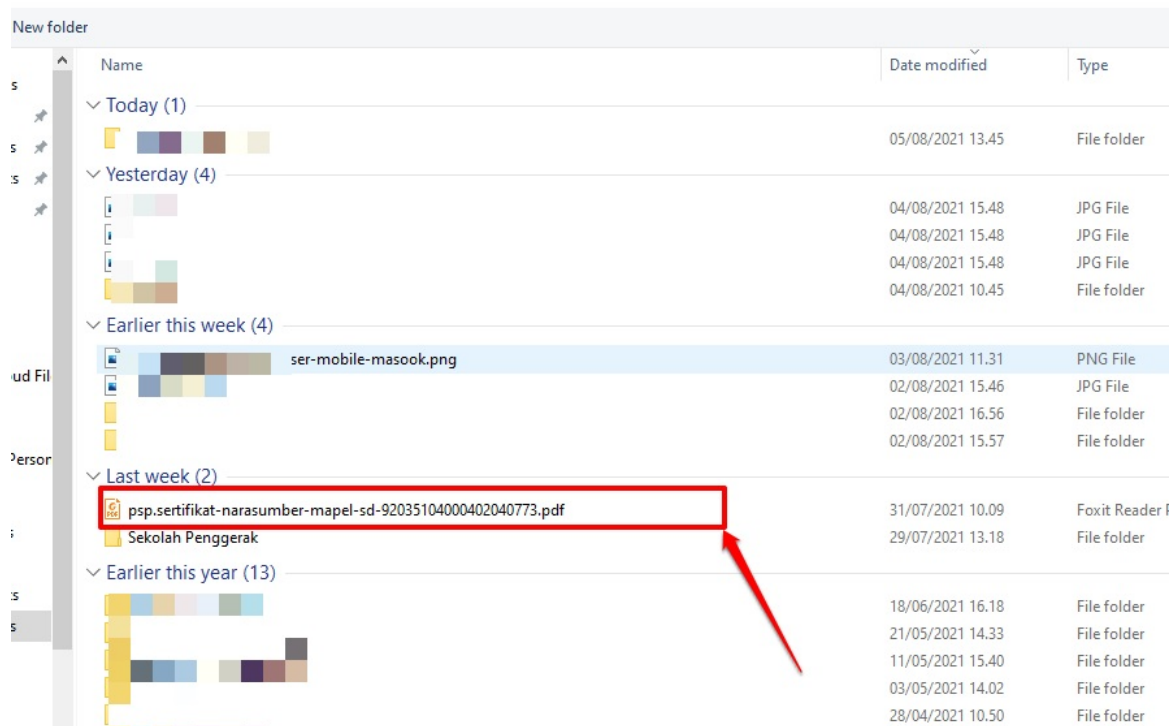 New folder
Name Date modified Type
Today (1)
05/08/2021 13.45 File folder
Yesterday (4)
04/08/2021 15.48 JPG File
04/08/2021 15.48 JPG File
04/08/2021 15.48 JPG File
04/08/2021 10.45 File folder
Earlier this week (4)
ser-mobile-masook.png 03/08/2021 11.31 PNG File
02/08/2021 15.46 JPG File
02/08/2021 16.56 File folder
02/08/2021 15.57 File folder
Last week (2)
psp.sertifikat-narasumber-mapel-sd-92035104000402040773.pdf 31/07/2021 10.09 Foxit Reader
Sekolah Penggerak 29/07/2021 13.18 File folder
Earlier this year (13)
18/06/2021 16.18 File folder
21/05/2021 14.33 File folder
11/05/2021 15.40 File folder
03/05/2021 14.02 File folder
28/04/2021 10.50 File folder